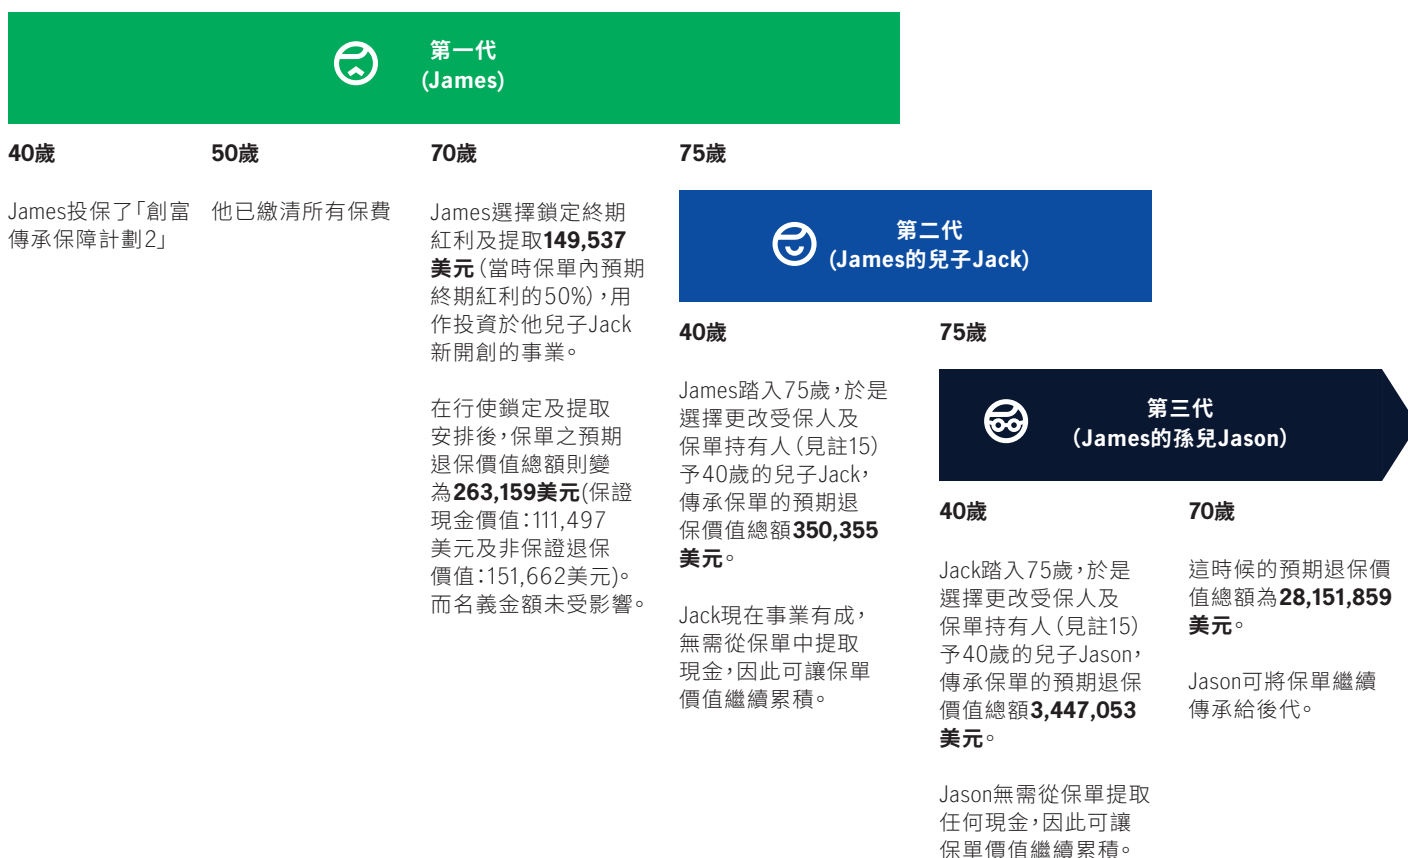 第一代
(James)
40歲
James投保了「創富
傳承保障計劃2」
50歲
他已繳清所有保費
70歲
James選擇鎖定終期
紅利及提取149,537
美元(當時保單內預期
終期紅利的50%),用
作投資於他兒子Jack
新開創的事業。
在行使鎖定及提取
安排後,保單之預期
退保價值總額則變
為263,159美元(保證
現金價值:111,497
美元及非保證退保
價值:151,662美元)。
而名義金額未受影響。
75歲
第二代
(James的兒子Jack)
40歲
James踏入75歲,於是
選擇更改受保人及
保單持有人(見註15)
予40歲的兒子Jack,
傳承保單的預期退
保價值總額350,355
美元。
Jack現在事業有成,
無需從保單中提取
現金,因此可讓保單
價值繼續累積。
75歲
第三代
(James的孫兒Jason)
40歲
Jack踏入75歲,於是
選擇更改受保人及
保單持有人(見註15)
予40歲的兒子Jason,
傳承保單的預期退保
價值總額3,447,053
美元。
Jason無需從保單提取
任何現金,因此可讓
保單價值繼續累積。
70歲
這時候的預期退保價
值總額為28,151,859
美元。
Jason可將保單繼續
傳承給後代。